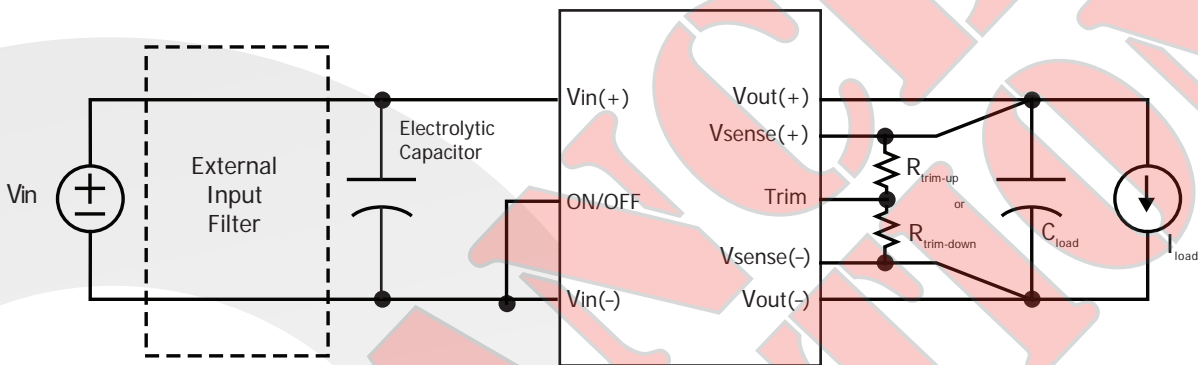 Vin
External
Input
Filter
Electrolytic
Capacitor
Vin(+)
ON/OFF
Vin(–)
Vout(+)
Vsense(+)
Trim
Vsense(–)
Vout(–)
Rtrim-up
or
Rtrim-down
Cload
Iload